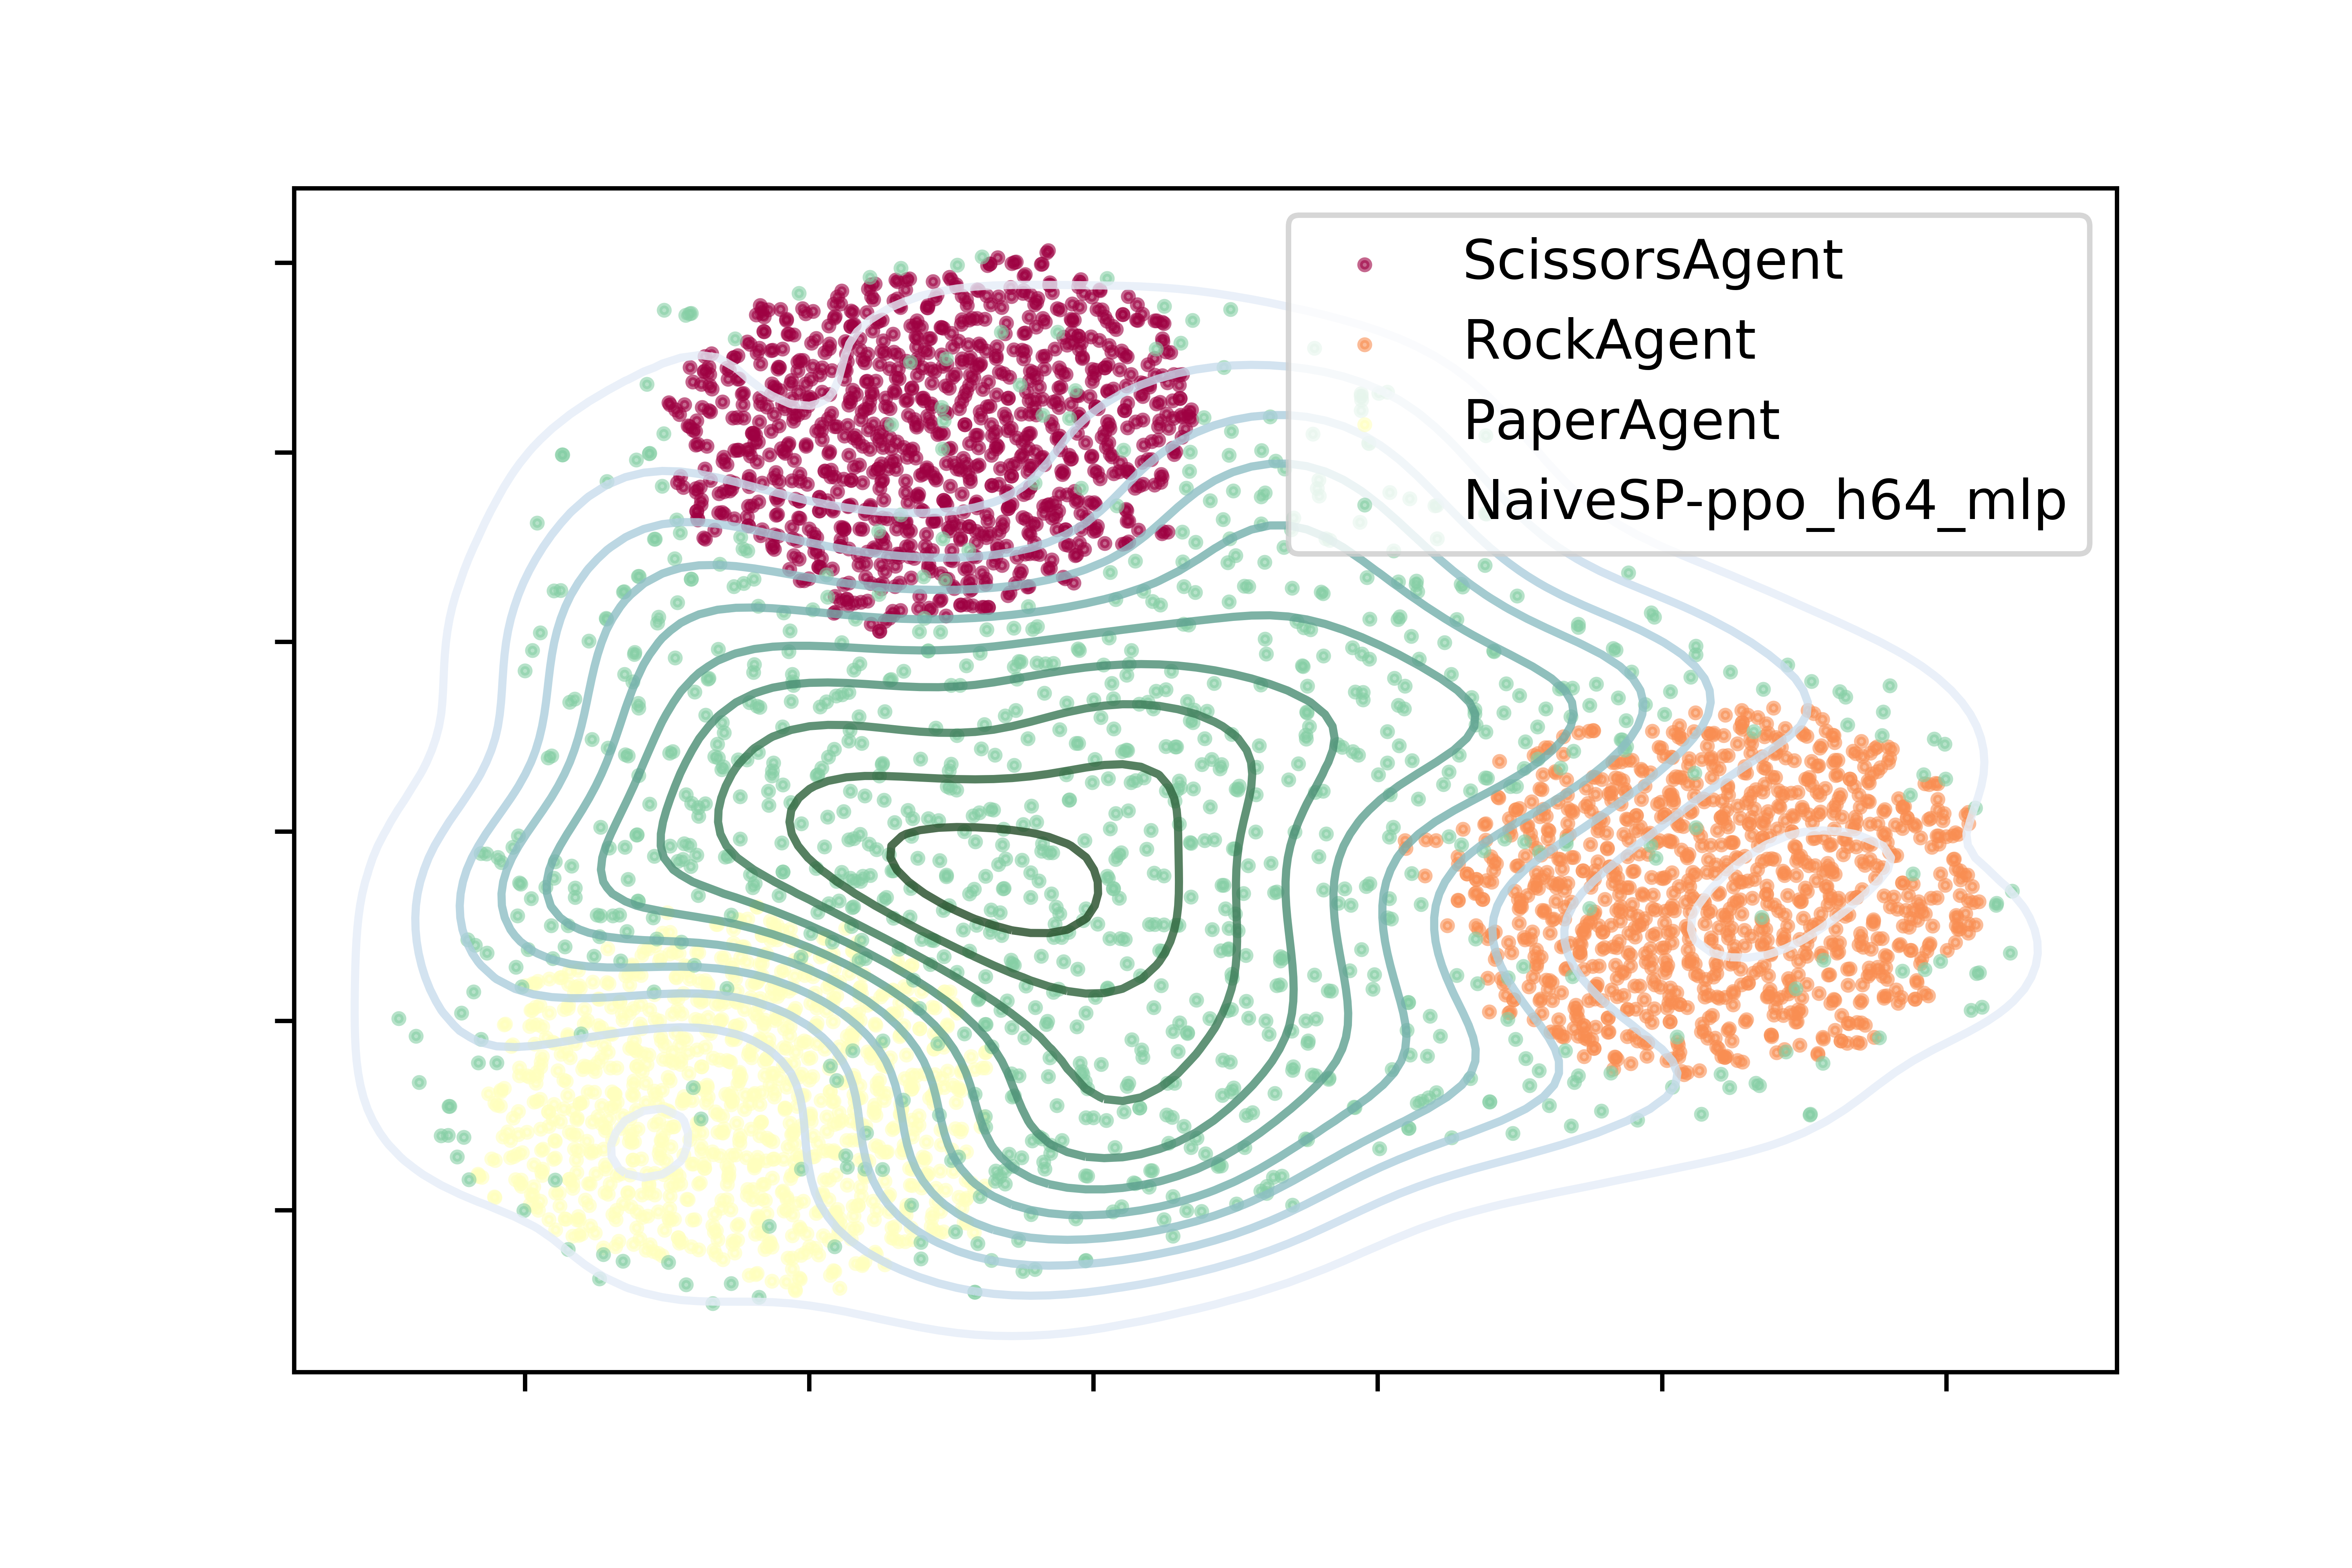 ScissorsAgent
RockAgent
PaperAgent
NaiveSP-ppo_h64_mlp